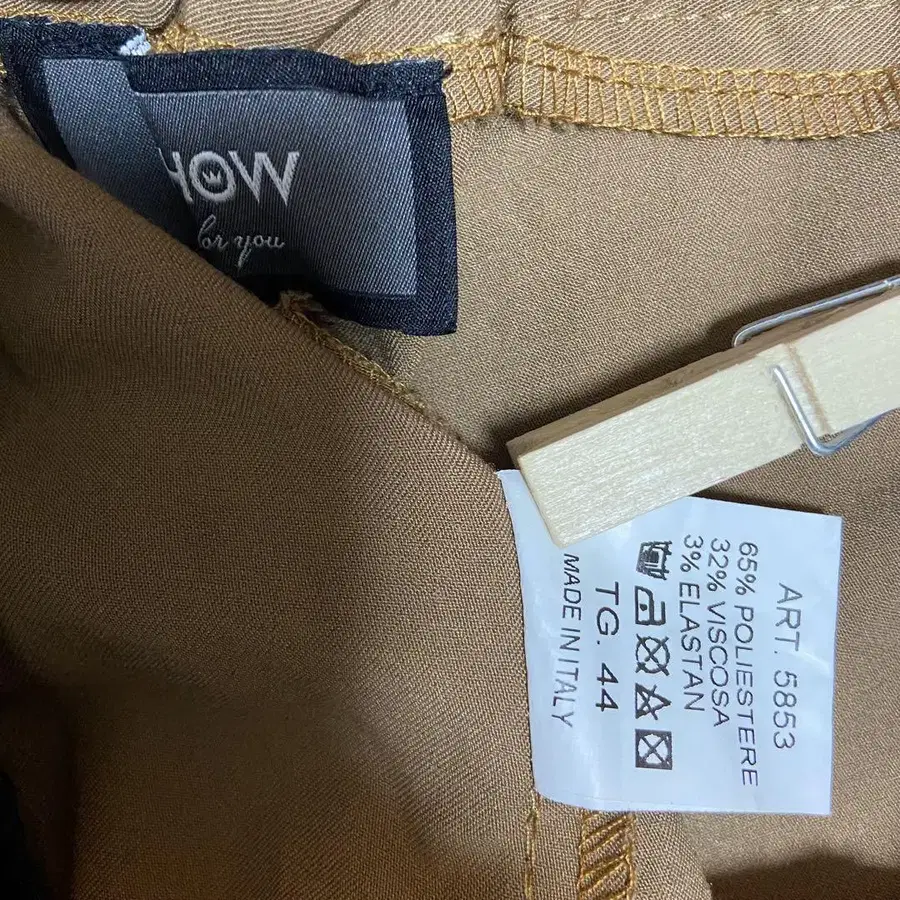 HOW
for you
ART. 5853
65% POLIESTERE
32% VISCOSA
3% ELASTAN
TG. 44
MADE IN ITALY